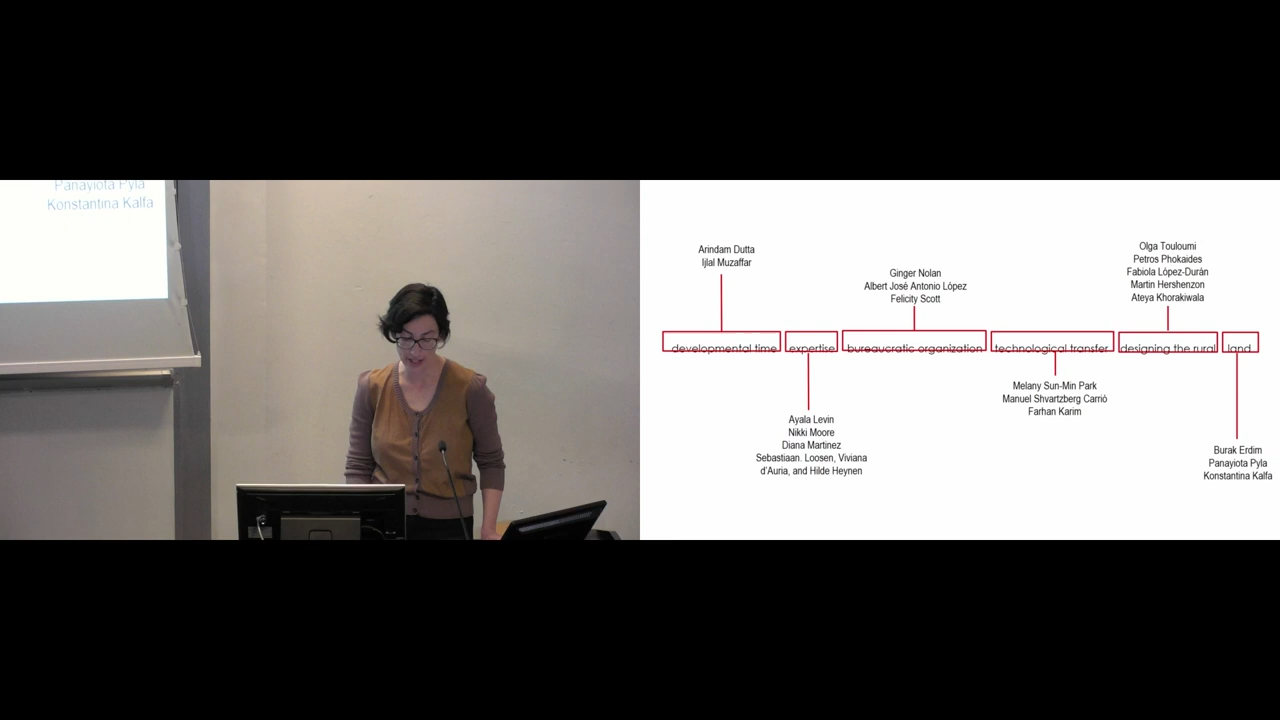 Panayiota Pyla
Konstantina Kalfa
Arindam Dutta
Ijlal Muzaffar
Ginger Nolan
Albert José Antonio López
Felicity Scott
Olga Touloumi
Petros Phokaides
Fabiola López-Durán
Martin Hershenzon
Ateya Khorakiwala
developmental time
expertise
bureaucratic organization
technological transfer
designing the rural
land
Ayala Levin
Nikki Moore
Diana Martinez
Sebastiaan. Loosen, Viviana
d'Auria, and Hilde Heynen
Melany Sun-Min Park
Manuel Shvartzberg Carrió
Farhan Karim
Burak Erdim
Panayiota Pyla
Konstantina Kalfa